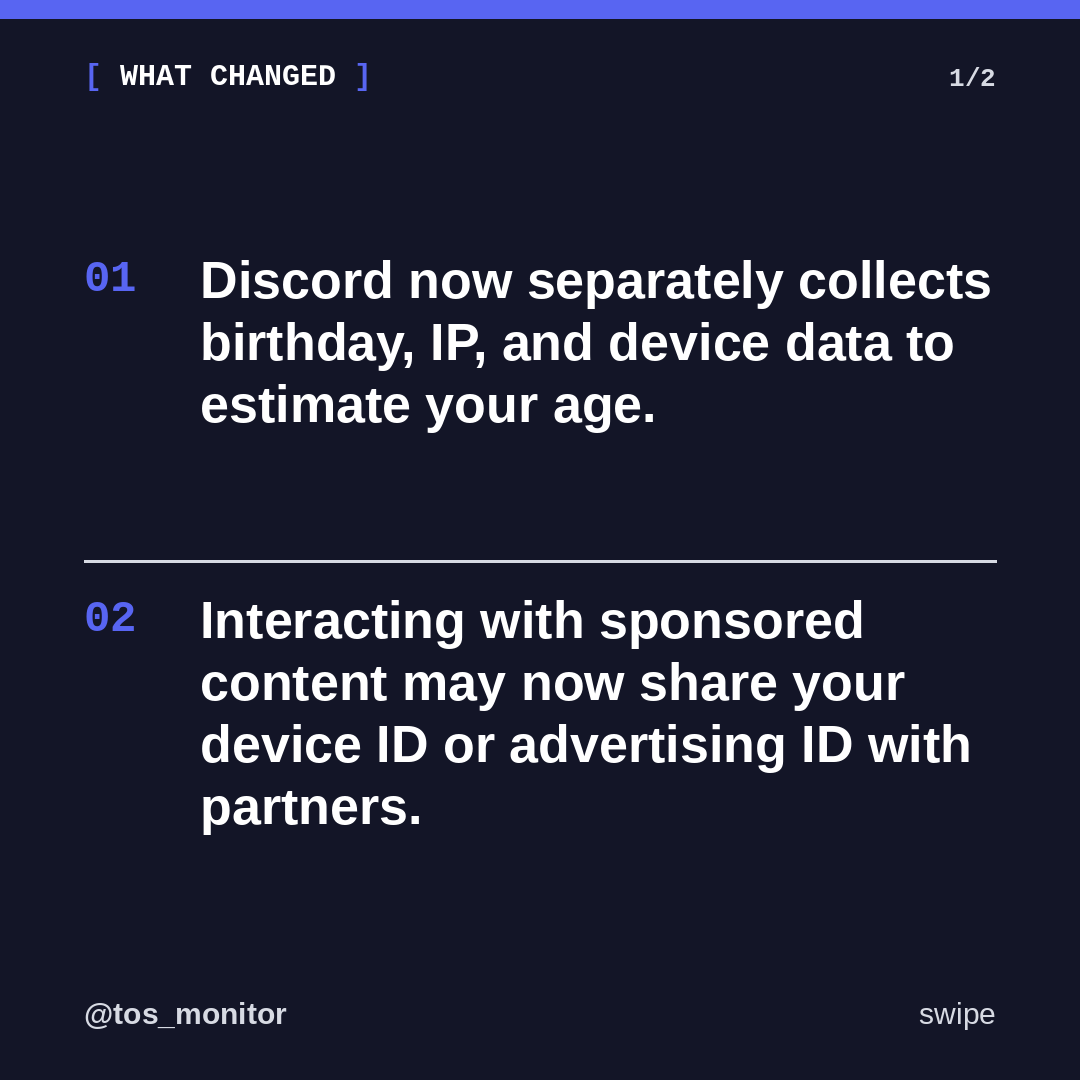 [ WHAT CHANGED ]
1/2
01
Discord now separately collects
birthday, IP, and device data to
estimate your age.
02
Interacting with sponsored
content may now share your
device ID or advertising ID with
partners.
@tos_monitor
swipe